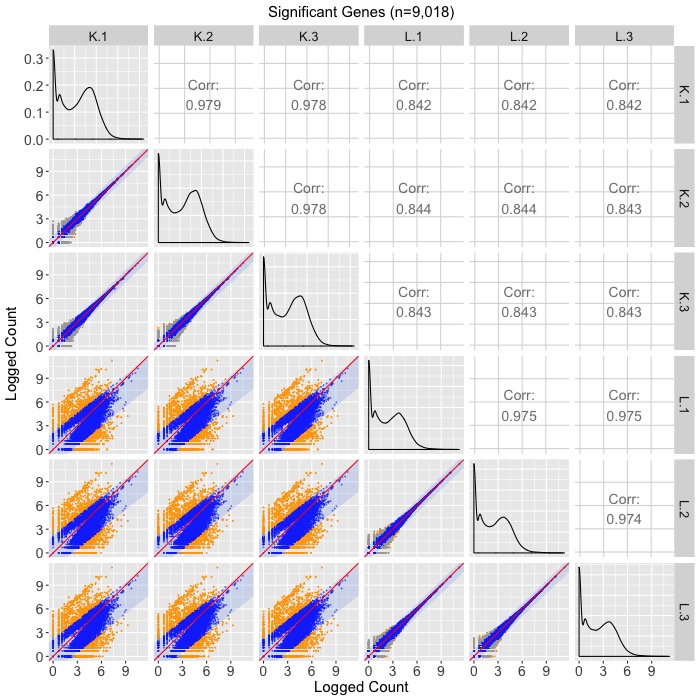 Significant Genes (n=9,018)
K.1 K.2 K.3 L.1 L.2 L.3
0.3
0.2
0.1
0.0
Corr: Corr: Corr: Corr: Corr:
0.979 0.978 0.842 0.842 0.842
K.1
9
6
3
0
Corr: Corr: Corr: Corr:
0.978 0.844 0.844 0.843
K.2
9
6
3
0
Corr: Corr: Corr:
0.843 0.843 0.843
K.3
9
6
3
0
Corr: Corr:
0.975 0.975
L.1
9
6
3
0
Corr:
0.974
L.2
9
6
3
0
L.3
0 3 6 9 0 3 6 9 0 3 6 9 0 3 6 9 0 3 6 9 0 3 6 9
Logged Count
Logged Count